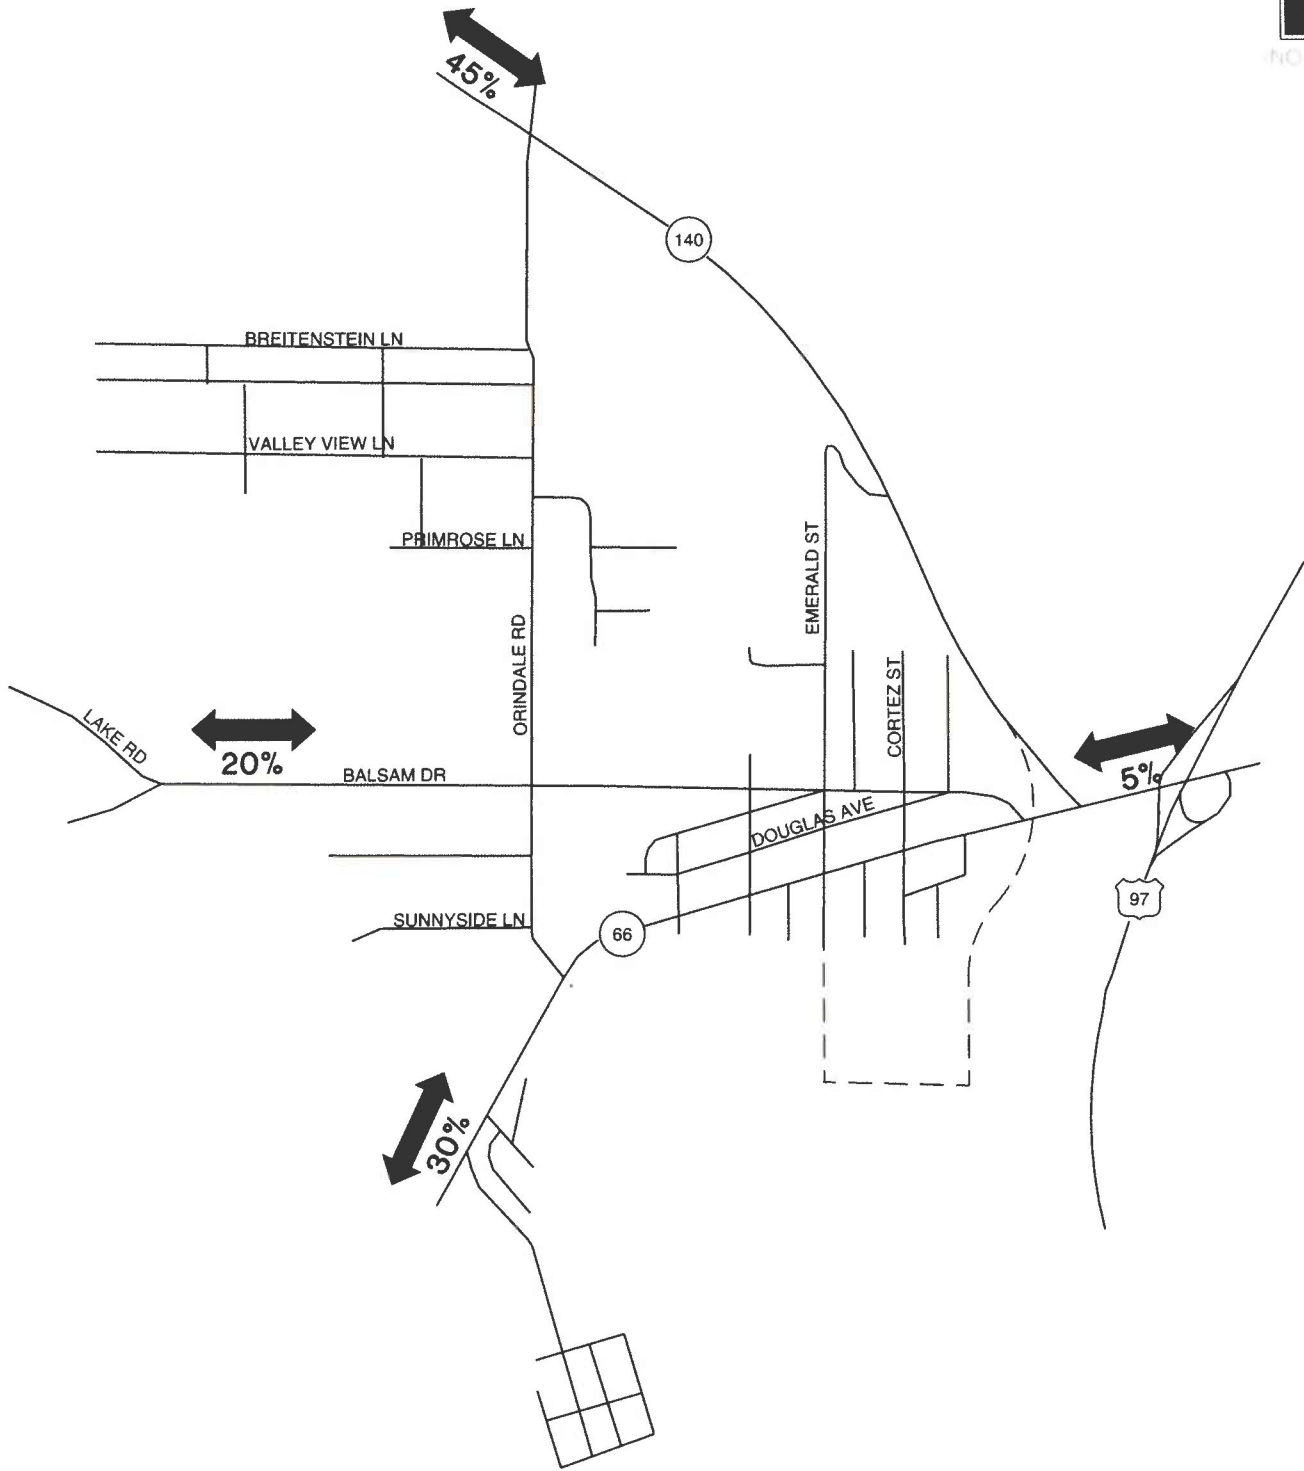 45%
140
BREITENSTEIN LN
VALLEY VIEW LN
PRIMROSE LN
EMERALD ST
ORINDALE RD
CORTEZ ST
LAKE RD
20%
BALSAM DR
5%
DOUGLAS AVE
97
SUNNYSIDE LN
66
30%